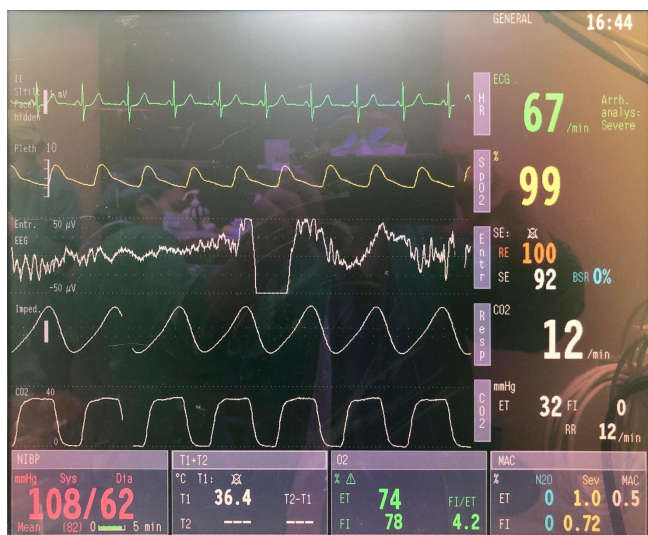 GENERAL 16:44
II
STfilt
Pace
hidden
1 mV
HR
ECG
67 /min
Arrh.
analys:
Severe
Pleth 10
SpO2
%
99
Entr. 50 µV
EEG
-50 µV
Entr
SE:
RE 100
SE 92 BSR 0%
Imped.
Resp
CO2
12 /min
CO2 40
0
CO2
mmHg
ET 32 FI 0
RR 12 /min
NIBP
mmHg Sys Dia
108/62
Mean (82) 0 5 min
T1+T2
°C T1:
T1 36.4 T2-T1
T2 --- ---
O2
%
ET 74 FI/ET
FI 78 4.2
MAC
% N2O Sev MAC
ET 0 1.0 0.5
FI 0 0.72